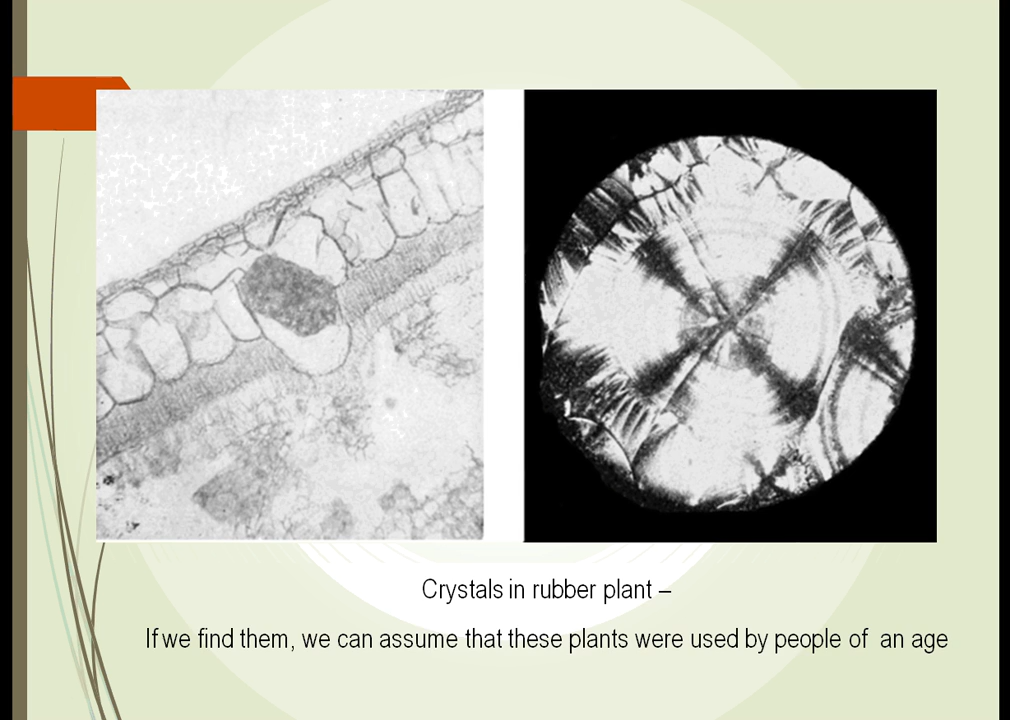 Crystals in rubber plant –
If we find them, we can assume that these plants were used by people of an age